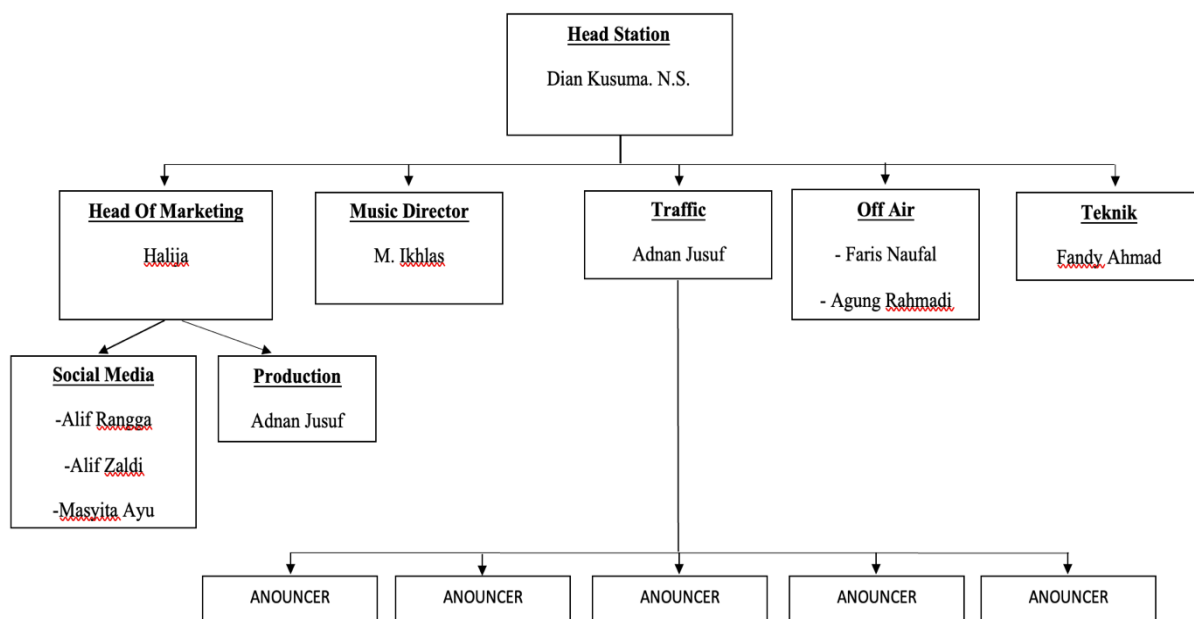 Head Station
Dian Kusuma. N.S.
Head Of Marketing
Halija
Music Director
M. Ikhlas
Traffic
Adnan Jusuf
Off Air
- Faris Naufal
- Agung Rahmadi
Teknik
Fandy Ahmad
Social Media
-Alif Rangga
-Alif Zaldi
-Masyita Ayu
Production
Adnan Jusuf
ANOUNCER
ANOUNCER
ANOUNCER
ANOUNCER
ANOUNCER